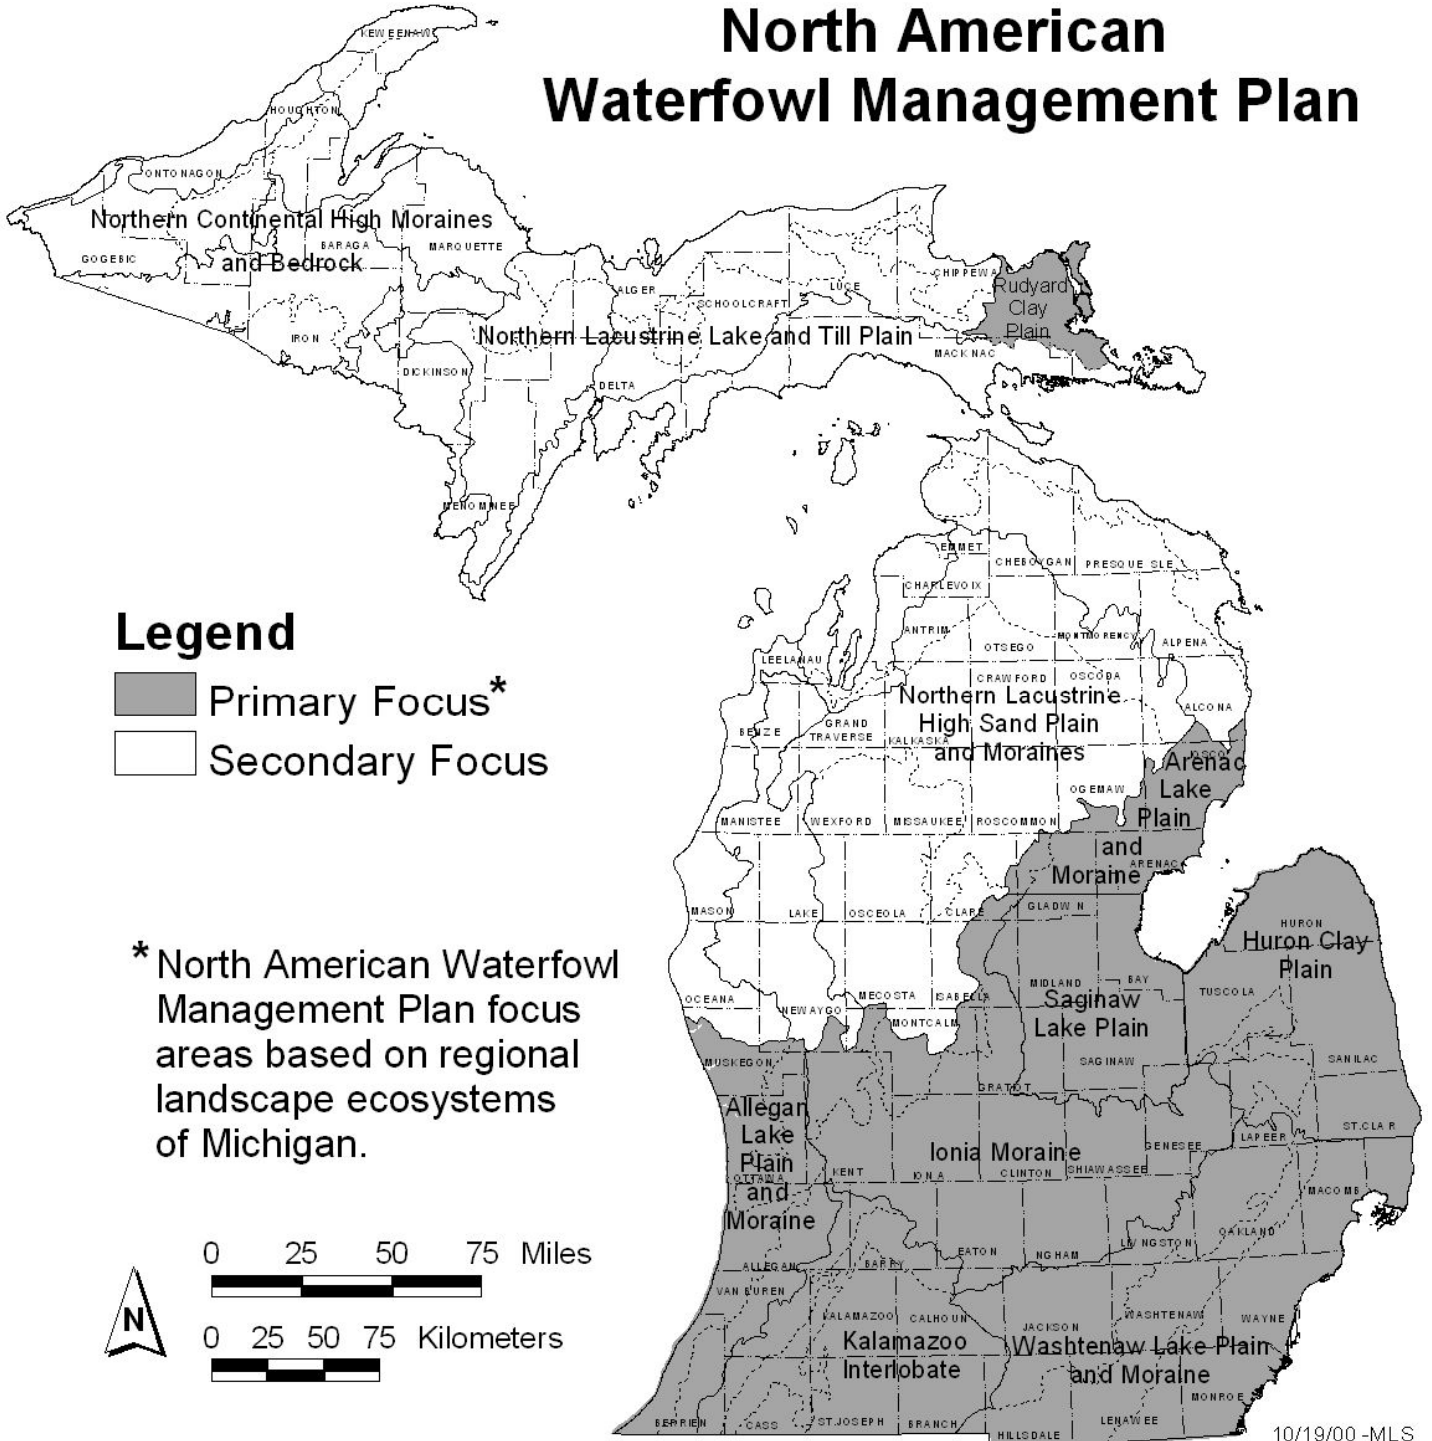 North American
Waterfowl Management Plan
KEWEENAW
HOUGHTON
ONTONAGON
Northern Continental High Moraines
and Bedrock
BARAGA
MARQUETTE
GOGEBIC
IRON
DICKINSON
MENOMINEE
ALGER
SCHOOLCRAFT
LUCE
CHIPPEWA
Rudyard
Clay
Plain
Northern Lacustrine Lake and Till Plain
MACK NAC
DELTA
EMMET
CHEBOYGAN
PRESQUE SLE
CHARLEVOIX
ANTRIM
OTSEGO
MONTMORENCY
ALPENA
LEELANAU
CRAWFORD
OSCODA
Northern Lacustrine
High Sand Plain
and Moraines
ALCONA
BENZE
GRAND
TRAVERSE
KALKASKA
IOSCO
Arenac
Lake
Plain
and
Moraine
OGEMAW
MANISTEE
WEXFORD
MISSAUKEE
ROSCOMMON
ARENAC
MASON
LAKE
OSCEOLA
CLARE
GLADWIN
HURON
Huron Clay
Plain
OCEANA
NEWAYGO
MECOSTA
ISABELLA
MIDLAND
BAY
TUSCOLA
Saginaw
Lake Plain
MONTCALM
MUSKEGON
SAGINAW
SANILAC
GRATIOT
Allegan
Lake
Plain
and
Moraine
OTTAWA
KENT
Ionia Moraine
IONIA
CLINTON
SHIAWASSEE
GENESEE
LAPEER
ST.CLAIR
MACOMB
OAKLAND
LIVINGSTON
NGHAM
EATON
BARRY
ALLEGAN
VAN BUREN
KALAMAZOO
CALHOUN
JACKSON
WASHTENAW
WAYNE
Kalamazoo
Interlobate
Washtenaw Lake Plain
and Moraine
MONROE
BERRIEN
CASS
ST.JOSEPH
BRANCH
HILLSDALE
LENAWEE
Legend
Primary Focus*
Secondary Focus
* North American Waterfowl
Management Plan focus
areas based on regional
landscape ecosystems
of Michigan.
0 25 50 75 Miles
0 25 50 75 Kilometers
N
10/19/00 -MLS